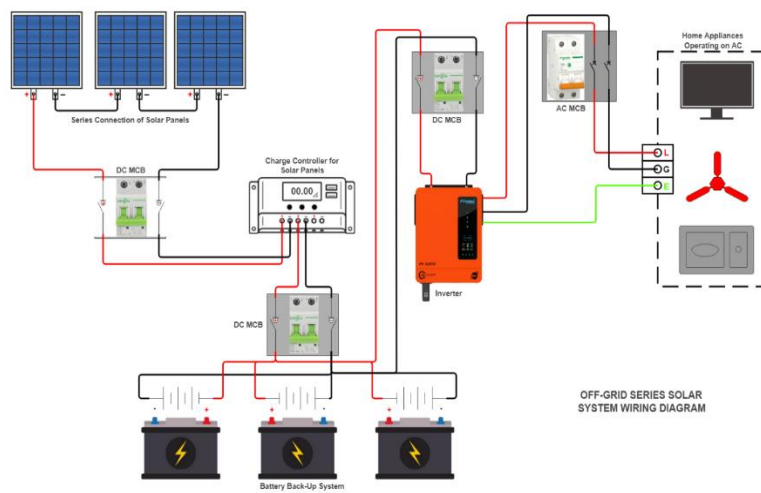 + − + − + −
Series Connection of Solar Panels
DC MCB
Charge Controller for
Solar Panels
00.00
DC MCB
AC MCB
Home Appliances
Operating on AC
L
G
E
Inverter
DC MCB
- + + - + -
Battery Back-Up System
OFF-GRID SERIES SOLAR
SYSTEM WIRING DIAGRAM